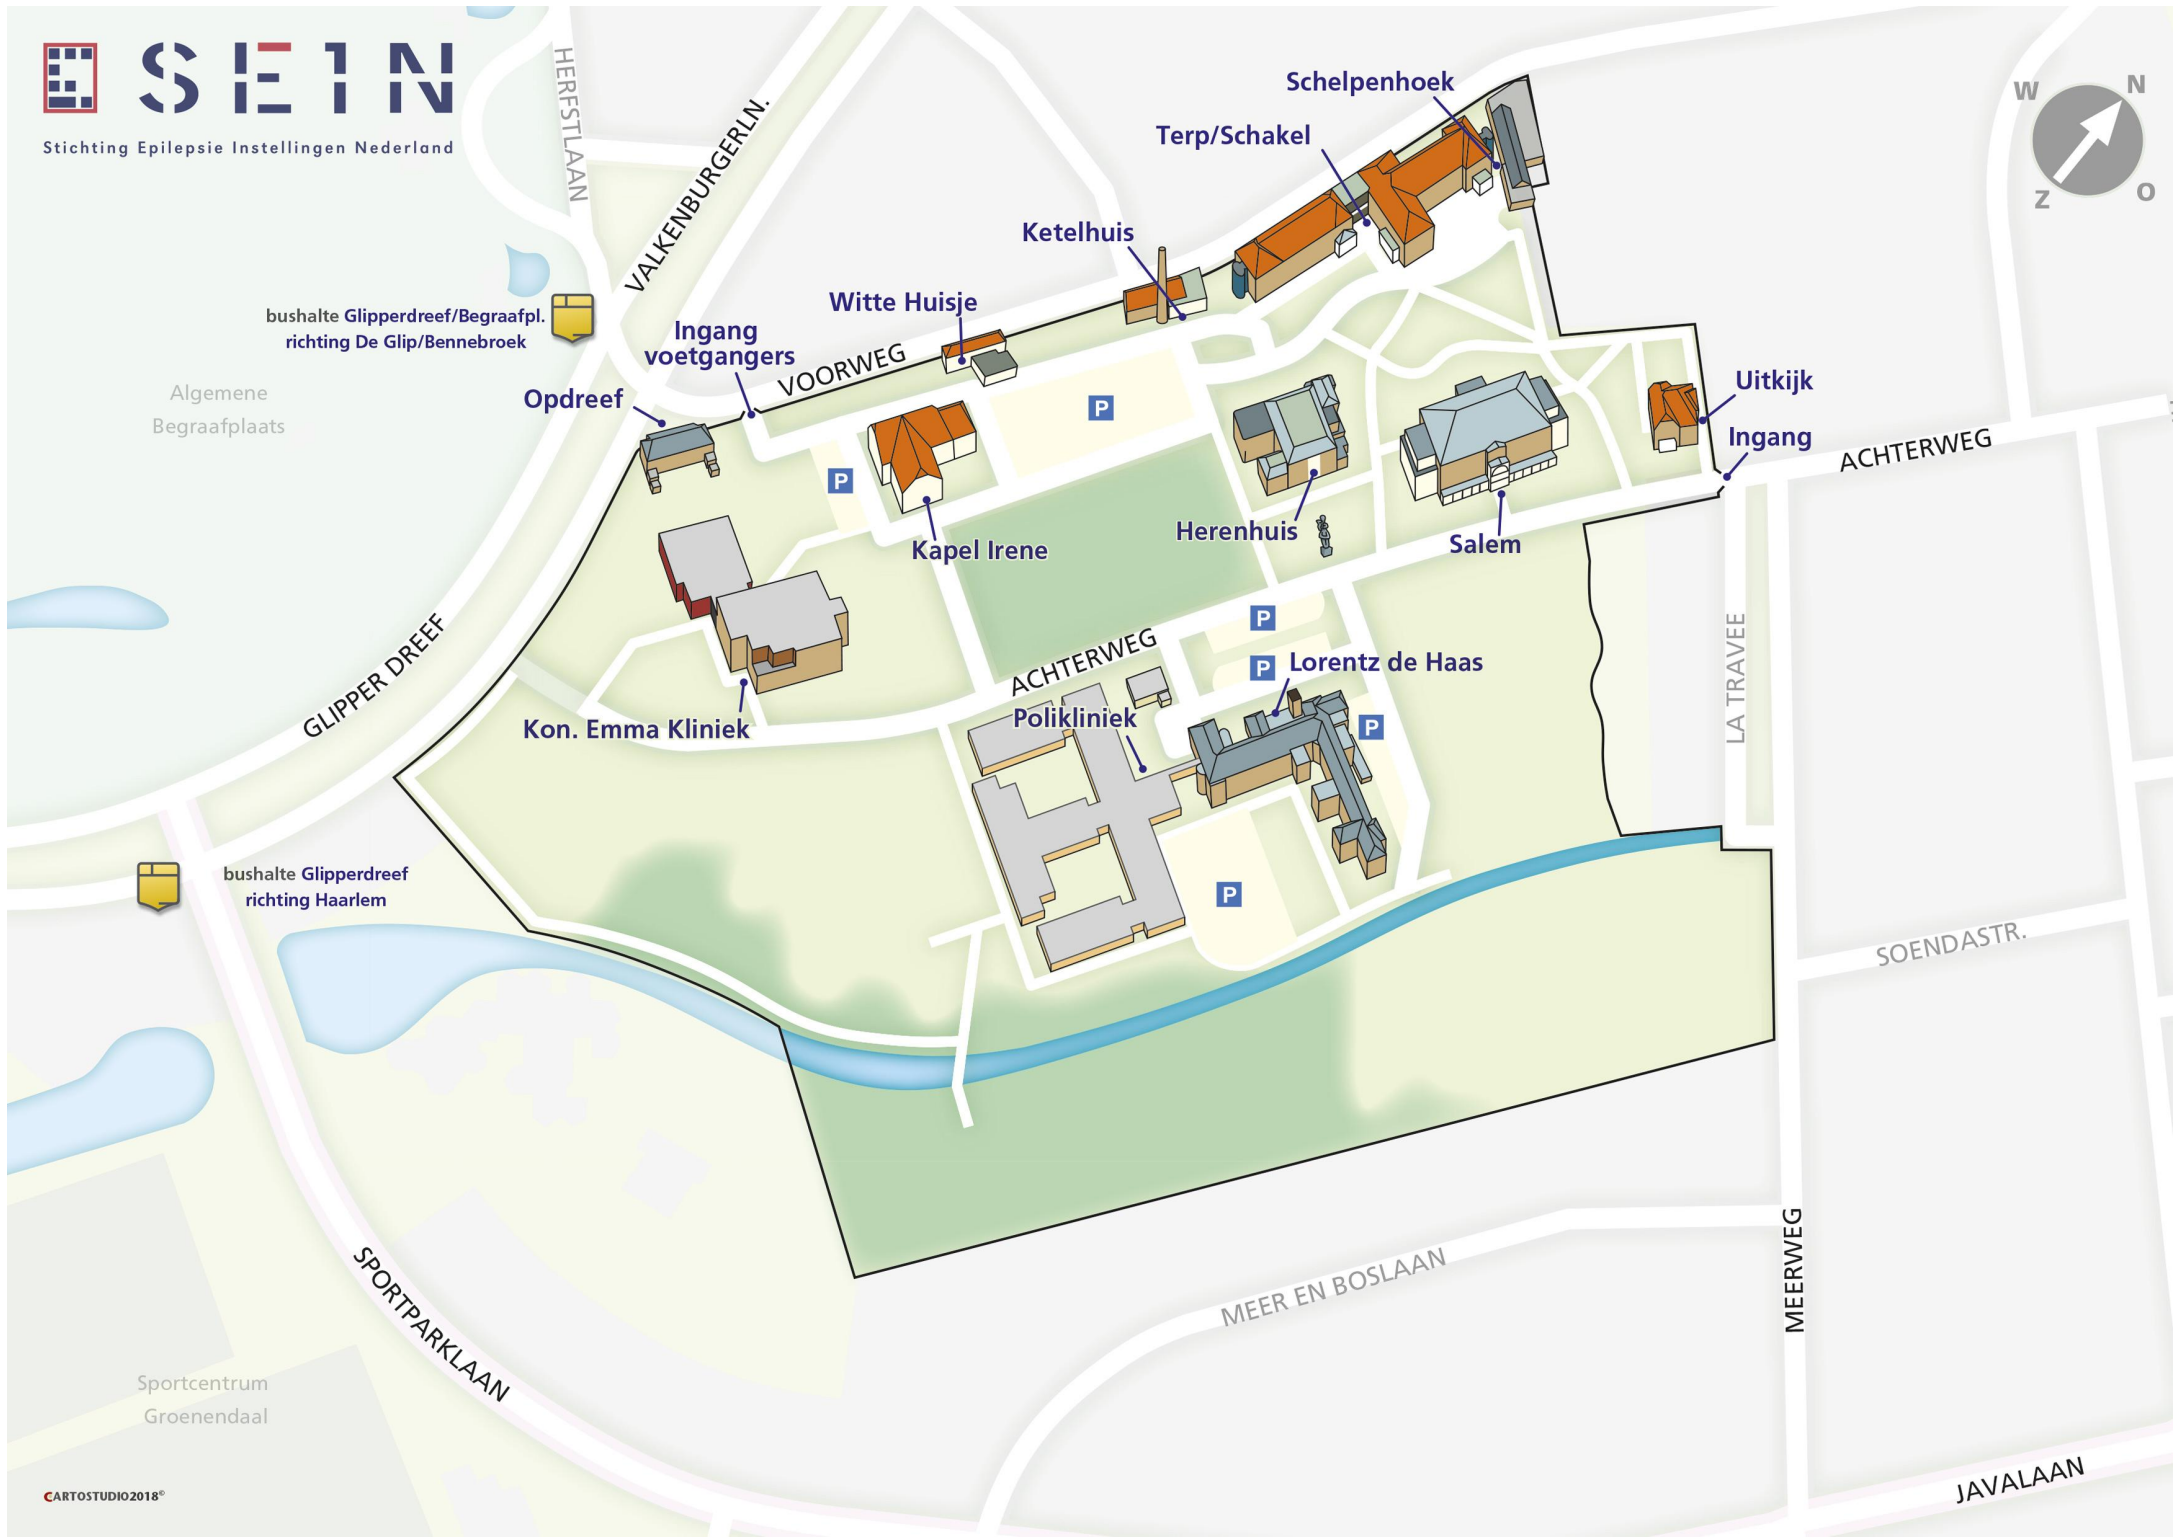 SEIN
Stichting Epilepsie Instellingen Nederland
HERFSTLAAN
VALKENBURGERLN.
Schelpenhoek
Terp/Schakel
Ketelhuis
Witte Huisje
Ingang
voetgangers
VOORWEG
Opdreef
bushalte Glipperdreef/Begraafpl.
richting De Glip/Bennebroek
Algemene
Begraafplaats
W
N
Z
O
P
P
Uitkijk
Ingang
ACHTERWEG
Kapel Irene
Herenhuis
Salem
P
P
P
P
ACHTERWEG
Lorentz de Haas
Polikliniek
Kon. Emma Kliniek
GLIPPER DREEF
LA TRAVEE
bushalte Glipperdreef
richting Haarlem
SOENDASTR.
MEERWEG
MEER EN BOSLAAN
SPORTPARKLAAN
Sportcentrum
Groenendaal
JAVALAAN
CARTOSTUDIO2018©